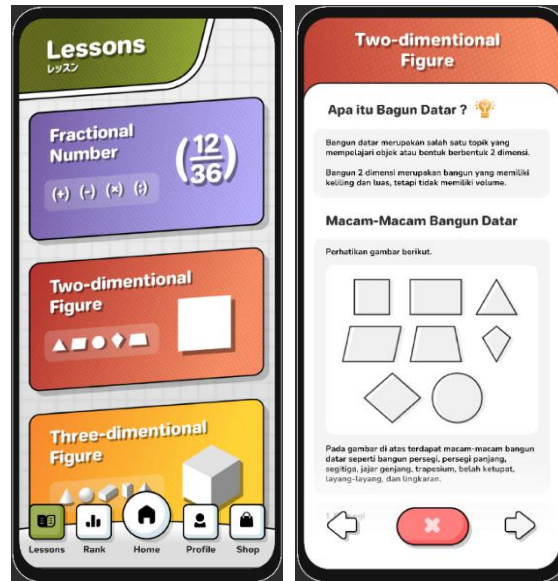 Lessons
レッスン
Fractional
Number
(12/36)
(+) (-) (×) (:)
Two-dimentional
Figure
Three-dimentional
Figure
Lessons Rank Home Profile Shop
Two-dimentional
Figure
Apa itu Bagun Datar ?
Bangun datar merupakan salah satu topik yang
mempelajari objek atau bentuk berbentuk 2 dimensi.
Bangun 2 dimensi merupakan bangun yang memiliki
keliling dan luas, tetapi tidak memiliki volume.
Macam-Macam Bangun Datar
Perhatikan gambar berikut.
Pada gambar di atas terdapat macam-macam bangun
datar seperti bangun persegi, persegi panjang,
segitiga, jajar genjang, trapesium, belah ketupat,
layang-layang, dan lingkaran.